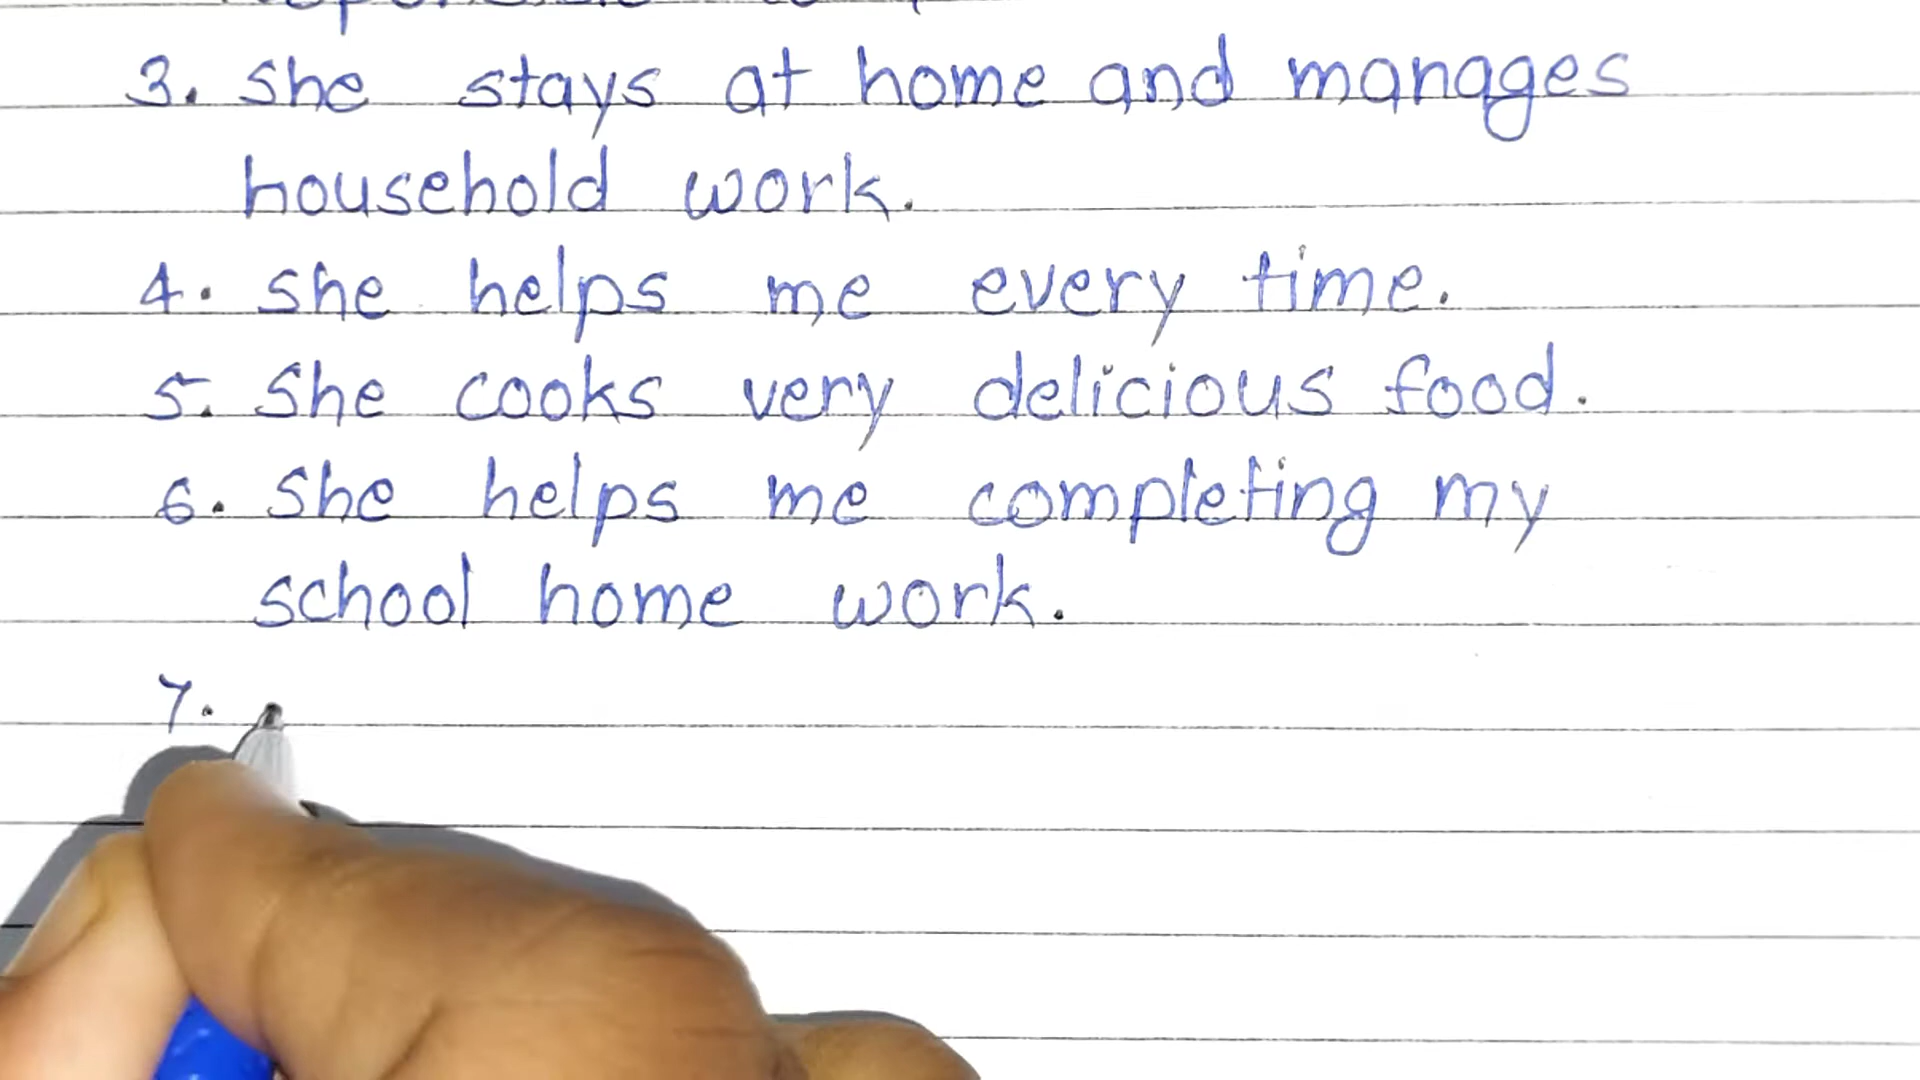 3. She stays at home and manages
household work.
4. She helps me every time.
5. She cooks very delicious food.
6. She helps me completing my
school home work.
7.